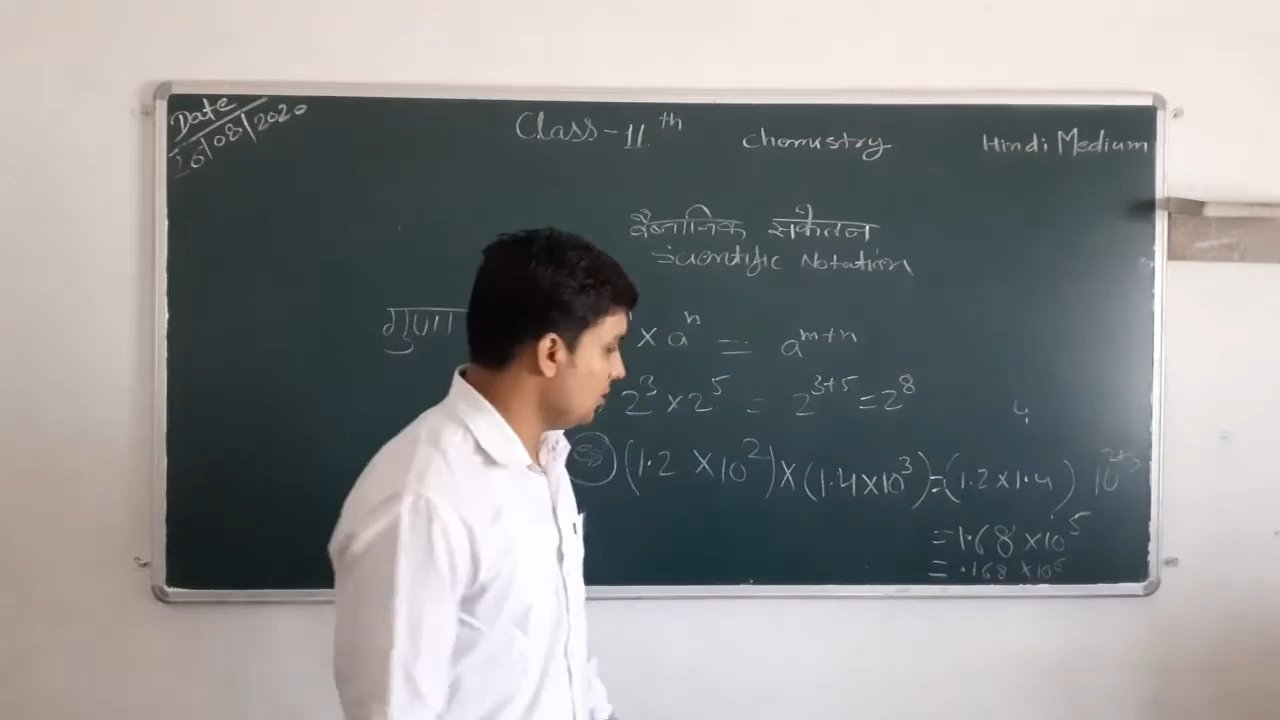 Date
26/08/2020
Class-11th Chemistry Hindi Medium
वैज्ञानिक संकेतन
Scientific Notation
गुणा × aⁿ = aᵐ⁺ⁿ
2³ × 2⁵ = 2³⁺⁵ = 2⁸
(1.2 × 10²) × (1.4 × 10³) = (1.2 × 1.4) 10²⁺³
= 1.68 × 10⁵
= .168 × 10⁶